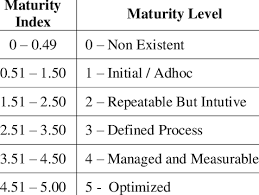 Maturity Index	Maturity Level
0 – 0.49	0 – Non Existent
0.51 – 1.50	1 – Initial / Adhoc
1.51 – 2.50	2 – Repeatable But Intutive
2.51 – 3.50	3 – Defined Process
3.51 – 4.50	4 – Managed and Measurable
4.51 – 5.00	5 - Optimized